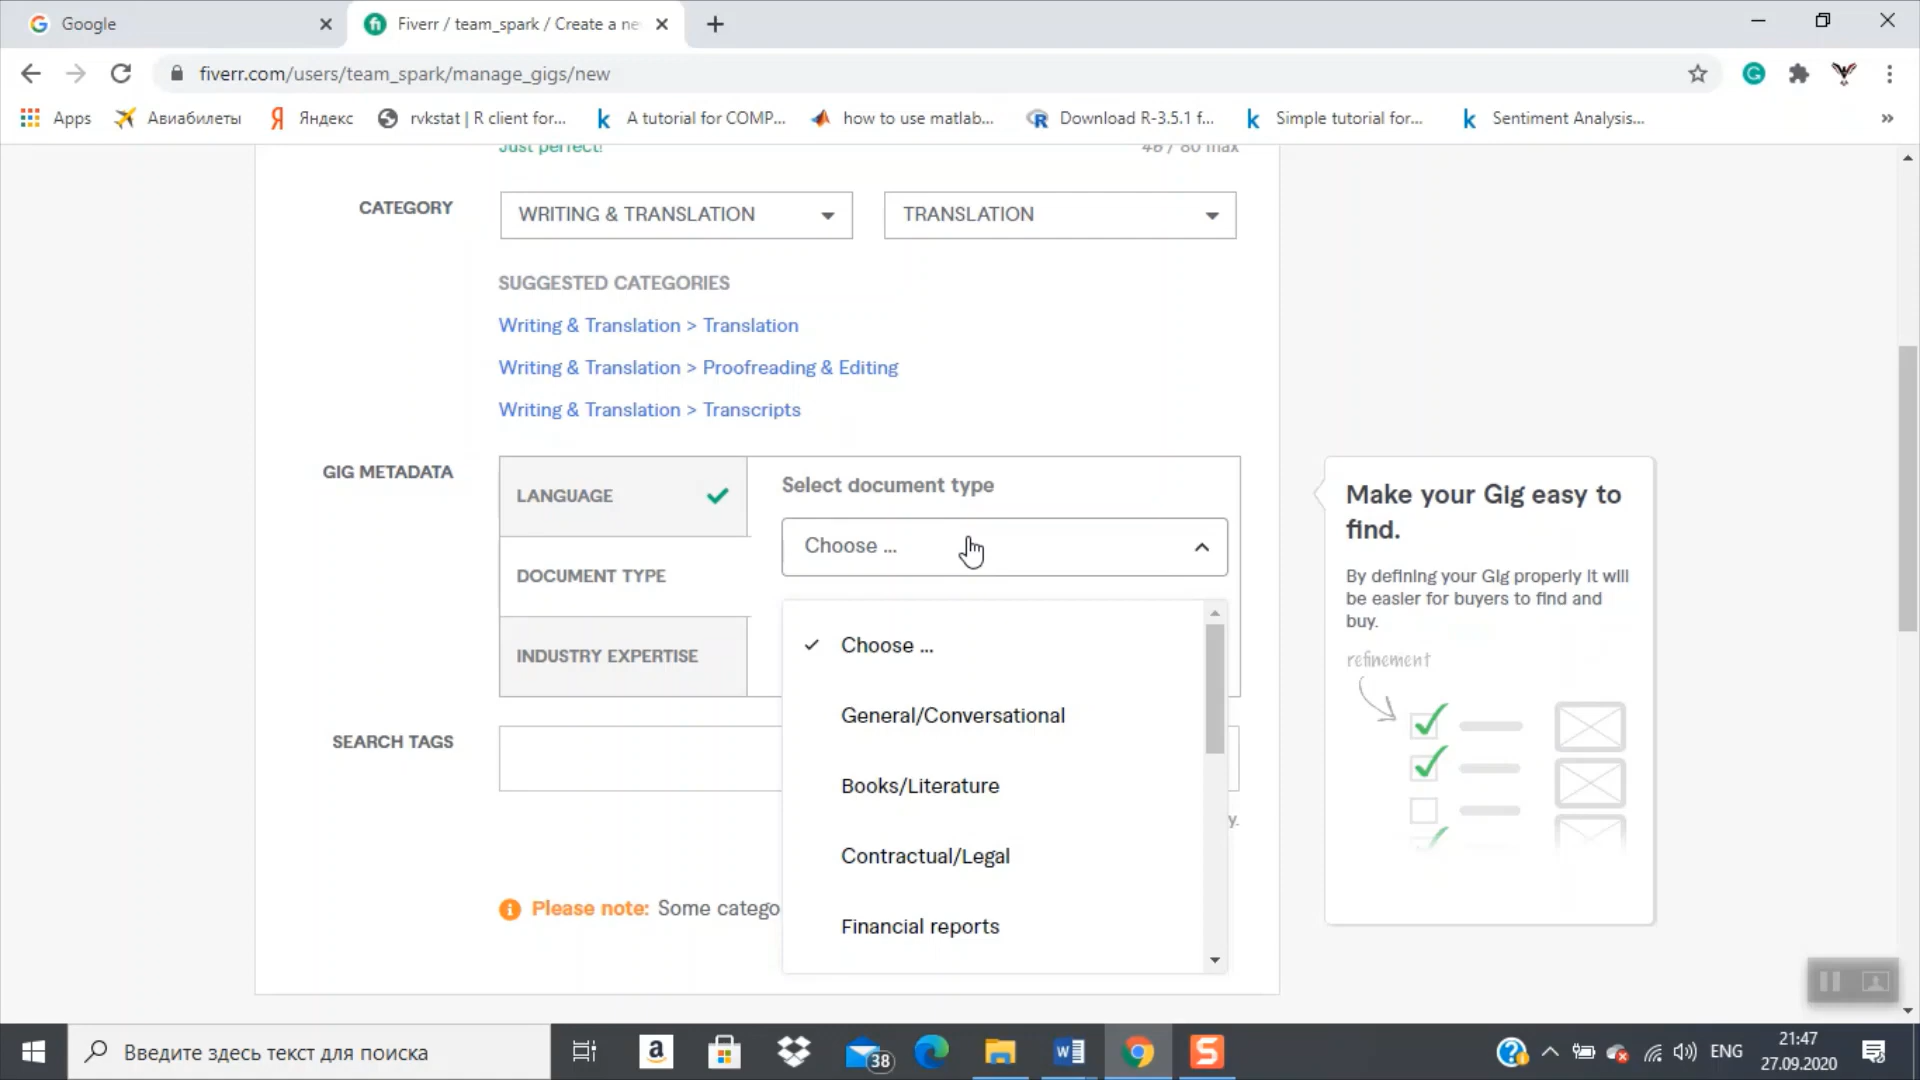 Google
Fiverr / team_spark / Create a ne
fiverr.com/users/team_spark/manage_gigs/new
Apps
Авиабилеты
Яндекс
rvkstat | R client for...
A tutorial for COMP...
how to use matlab...
Download R-3.5.1 f...
Simple tutorial for...
Sentiment Analysis...
Just perfect!
46 / 80 max
CATEGORY
WRITING & TRANSLATION
TRANSLATION
SUGGESTED CATEGORIES
Writing & Translation > Translation
Writing & Translation > Proofreading & Editing
Writing & Translation > Transcripts
GIG METADATA
LANGUAGE
DOCUMENT TYPE
INDUSTRY EXPERTISE
Select document type
Choose ...
Choose ...
General/Conversational
Books/Literature
Contractual/Legal
Financial reports
SEARCH TAGS
y.
Please note: Some catego
Make your Gig easy to
find.
By defining your Gig properly it will
be easier for buyers to find and
buy.
refinement
Введите здесь текст для поиска
38
ENG
21:47
27.09.2020